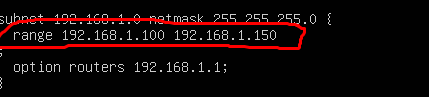 subnet 192.168.1.0 netmask 255.255.255.0 {
range 192.168.1.100 192.168.1.150
;
option routers 192.168.1.1;
}